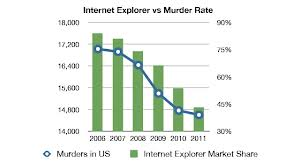 Internet Explorer vs Murder Rate
18,000 90%
17,200 75%
16,400 60%
15,600
14,800 45%
14,000 30%
2006 2007 2008 2009 2010 2011
Murders in US Internet Explorer Market Share